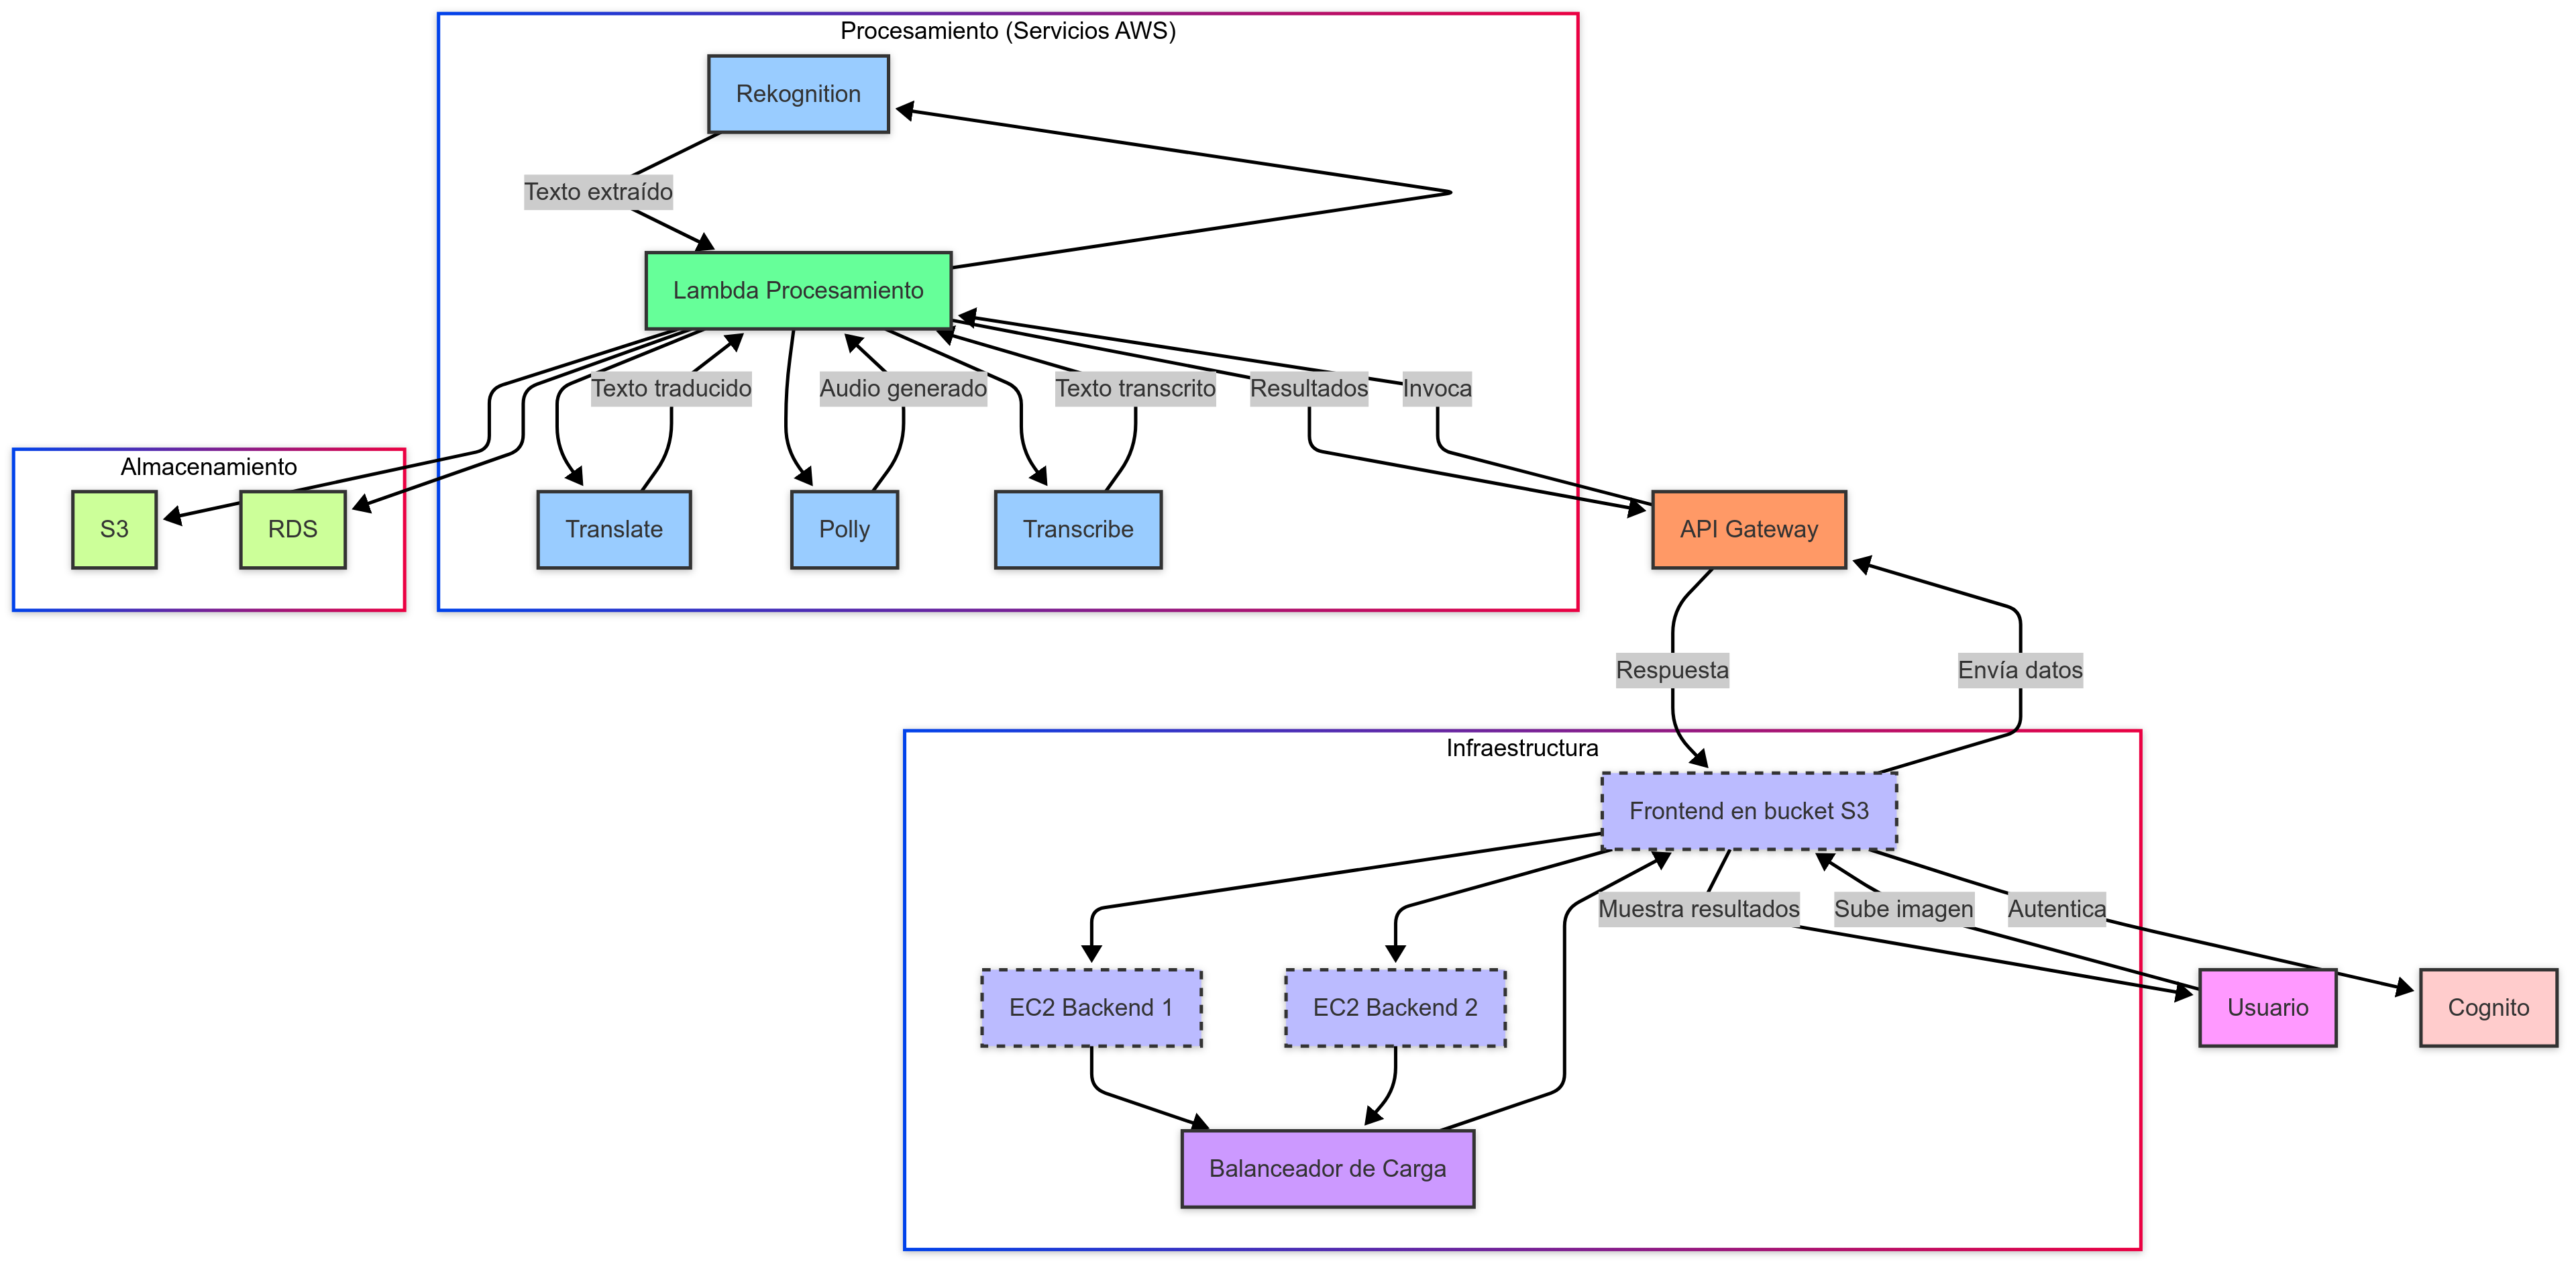 Procesamiento (Servicios AWS)
Rekognition
Texto extraído
Lambda Procesamiento
Texto traducido
Audio generado
Texto transcrito
Resultados
Invoca
Almacenamiento
S3
RDS
Translate
Polly
Transcribe
API Gateway
Respuesta
Envía datos
Infraestructura
Frontend en bucket S3
Muestra resultados
Sube imagen
Autentica
EC2 Backend 1
EC2 Backend 2
Usuario
Cognito
Balanceador de Carga